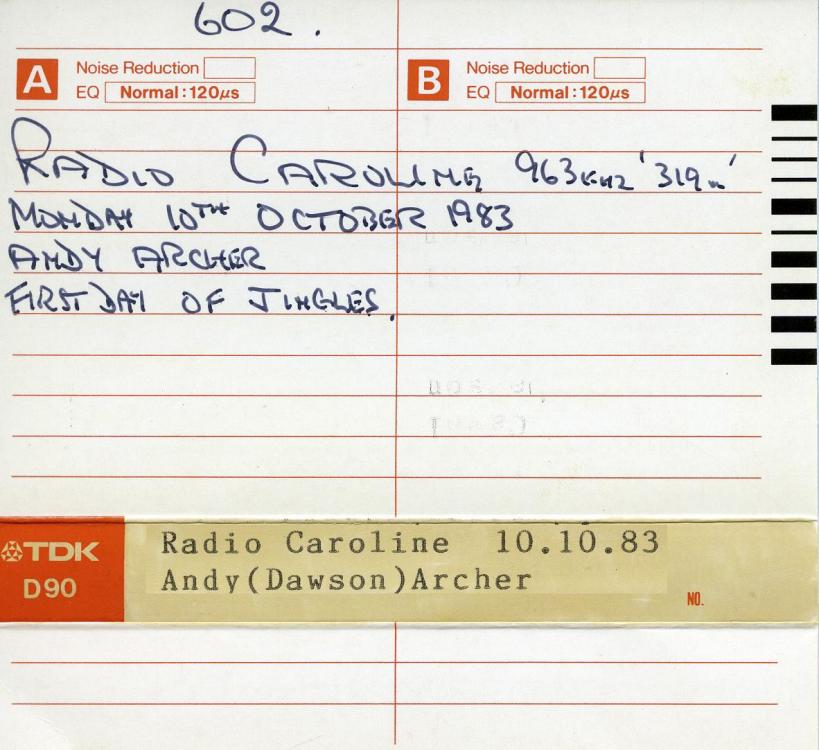 602.
A Noise Reduction
EQ Normal:120µs
B Noise Reduction
EQ Normal:120µs
RADIO CAROLINE 963KHZ '319m'
MONDAY 10TH OCTOBER 1983
ANDY ARCHER
FIRST DAY OF JINGLES.
TDK
D90
Radio Caroline 10.10.83
Andy(Dawson)Archer
NO.